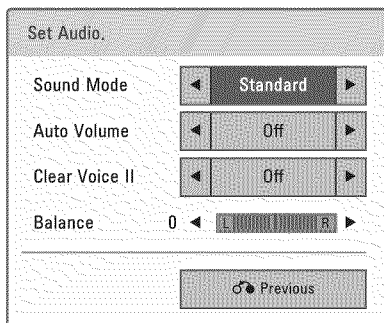 Set Audio.
Sound Mode ◄ Standard ►
Auto Volume ◄ Off ►
Clear Voice II ◄ Off ►
Balance 0 ◄ L R ►
Previous